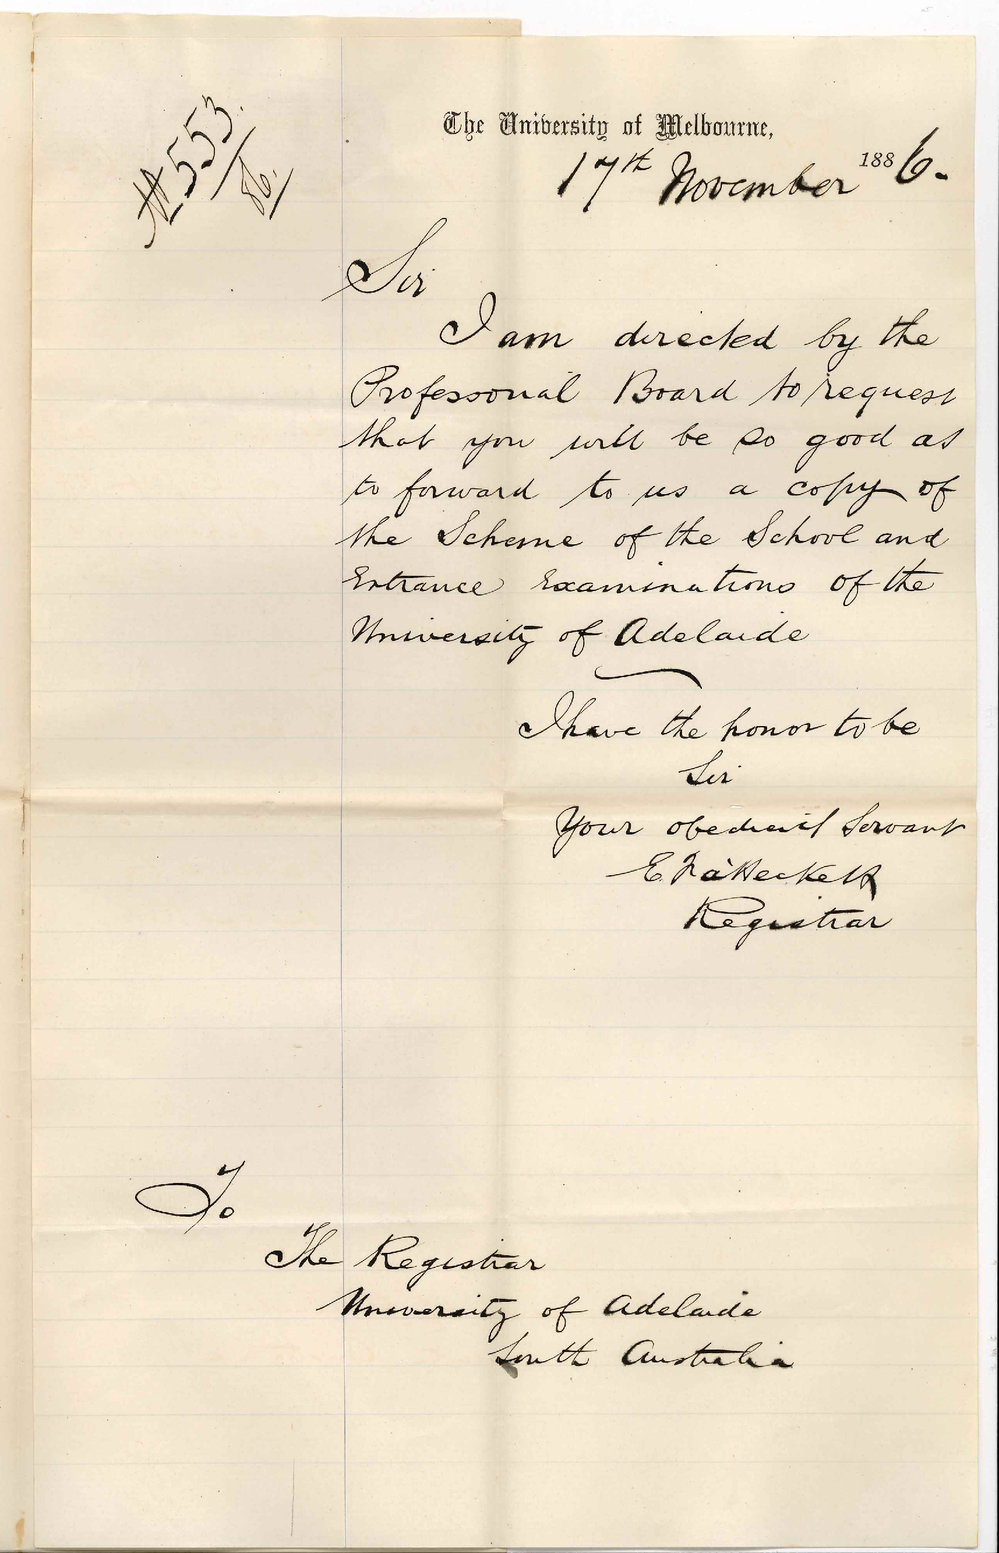 # 553/86.
The University of Melbourne,
17th November 1886.
Sir
I am directed by the
Professorial Board to request
that you will be so good as
to forward to us a copy of
the Scheme of the School and
Entrance Examinations of the
University of Adelaide
I have the honor to be
Sir
Your obedient Servant
E F à'Beckett
Registrar
To
The Registrar
University of Adelaide
South Australia